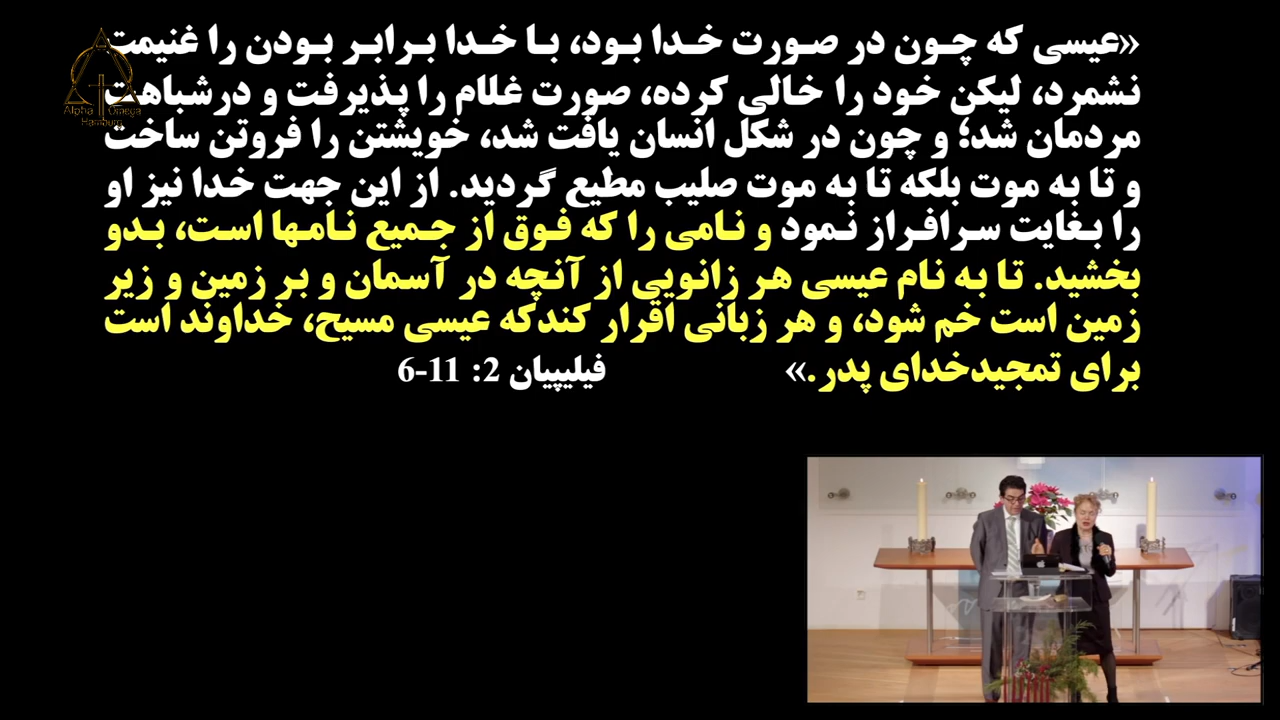 «عیسی که چون در صورت خدا بود، با خدا برابر بودن را غنیمت
نشمرد، لیکن خود را خالی کرده، صورت غلام را پذیرفت و درشباهت
مردمان شد؛ و چون در شکل انسان یافت شد، خویشتن را فروتن ساخت
و تا به موت بلکه تا به موت صلیب مطیع گردید. از این جهت خدا نیز او
را بغایت سرافراز نمود و نامی را که فوق از جمیع نامها است، بدو
بخشید. تا به نام عیسی هر زانویی از آنچه در آسمان و بر زمین و زیر
زمین است خم شود، و هر زبانی اقرار کندکه عیسی مسیح، خداوند است
برای تمجیدخدای پدر.» فیلیپیان 2: 11-6
Alpha Omega
Hamburg